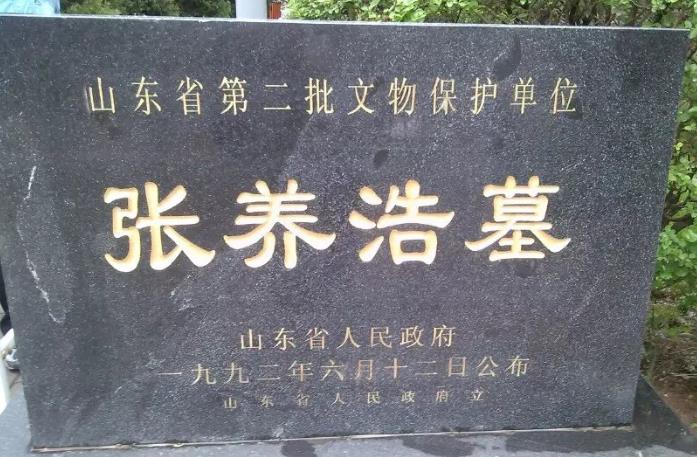 山东省第二批文物保护单位
张养浩墓
山东省人民政府
一九九二年六月十二日公布
山东省人民政府立